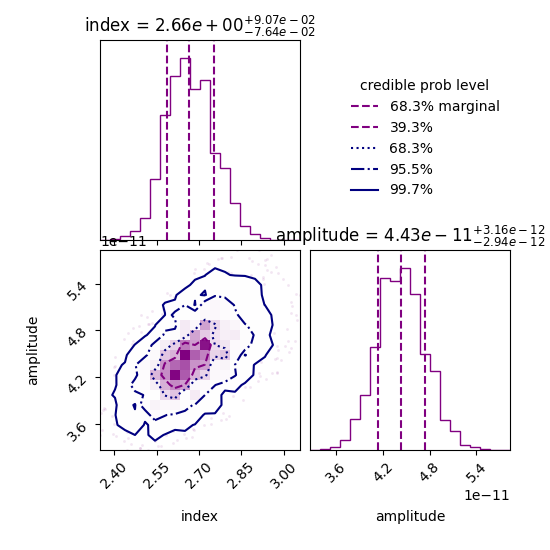 index = 2.66e+00+9.07e−02−7.64e−02
credible prob level
68.3% marginal
39.3%
68.3%
95.5%
99.7%
amplitude = 4.43e−11+3.16e−12−2.94e−12
1e−11
5.4
4.8
4.2
3.6
amplitude
2.40
2.55
2.70
2.85
3.00
index
3.6
4.2
4.8
5.4
1e−11
amplitude